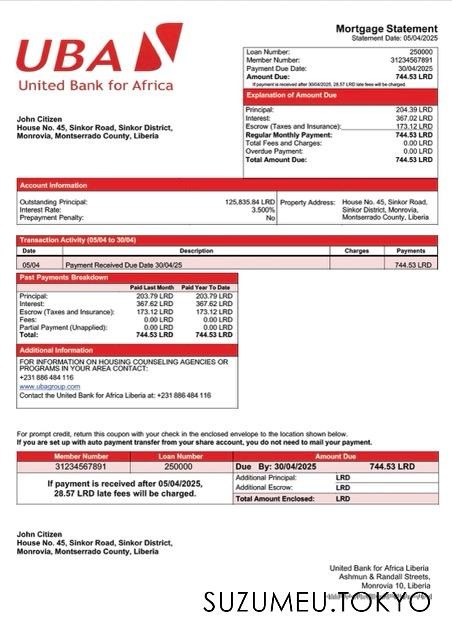 UBA
United Bank for Africa
Mortgage Statement
Statement Date: 05/04/2025
Loan Number: 250000
Member Number: 31234567891
Payment Due Date: 30/04/2025
Amount Due: 744.53 LRD
If payment is received after 30/04/2025, 28.57 LRD late fees will be charged.
Explanation of Amount Due
Principal: 204.39 LRD
Interest: 367.02 LRD
Escrow (Taxes and Insurance): 173.12 LRD
Regular Monthly Payment: 744.53 LRD
Total Fees and Charges: 0.00 LRD
Overdue Payment: 0.00 LRD
Total Amount Due: 744.53 LRD
John Citizen
House No. 45, Sinkor Road, Sinkor District,
Monrovia, Montserrado County, Liberia
Account Information
Outstanding Principal: 125,835.84 LRD
Interest Rate: 3.500%
Prepayment Penalty: No
Property Address: House No. 45, Sinkor Road,
Sinkor District, Monrovia,
Montserrado County, Liberia
Transaction Activity (05/04 to 30/04)
Date Description Charges Payments
05/04 Payment Received Due Date 30/04/25 744.53 LRD
Past Payments Breakdown
Paid Last Month Paid Year To Date
Principal: 203.79 LRD 203.79 LRD
Interest: 367.62 LRD 367.62 LRD
Escrow (Taxes and Insurance): 173.12 LRD 173.12 LRD
Fees: 0.00 LRD 0.00 LRD
Partial Payment (Unapplied): 0.00 LRD 0.00 LRD
Total: 744.53 LRD 744.53 LRD
Additional Information
FOR INFORMATION ON HOUSING COUNSELING AGENCIES OR
PROGRAMS IN YOUR AREA CONTACT:
+231 886 484 116
www.ubagroup.com
Contact the United Bank for Africa Liberia at: +231 886 484 116
For prompt credit, return this coupon with your check in the enclosed envelope to the location shown below.
If you are set up with auto payment transfer from your share account, you do not need to mail your payment.
Member Number Loan Number Amount Due
31234567891 250000 Due By: 30/04/2025 744.53 LRD
If payment is received after 05/04/2025,
28.57 LRD late fees will be charged.
Additional Principal: LRD
Additional Escrow: LRD
Total Amount Enclosed: LRD
John Citizen
House No. 45, Sinkor Road, Sinkor District,
Monrovia, Montserrado County, Liberia
United Bank for Africa Liberia
Ashmun & Randall Streets,
Monrovia 10, Liberia
SUZUMEU.TOKYO